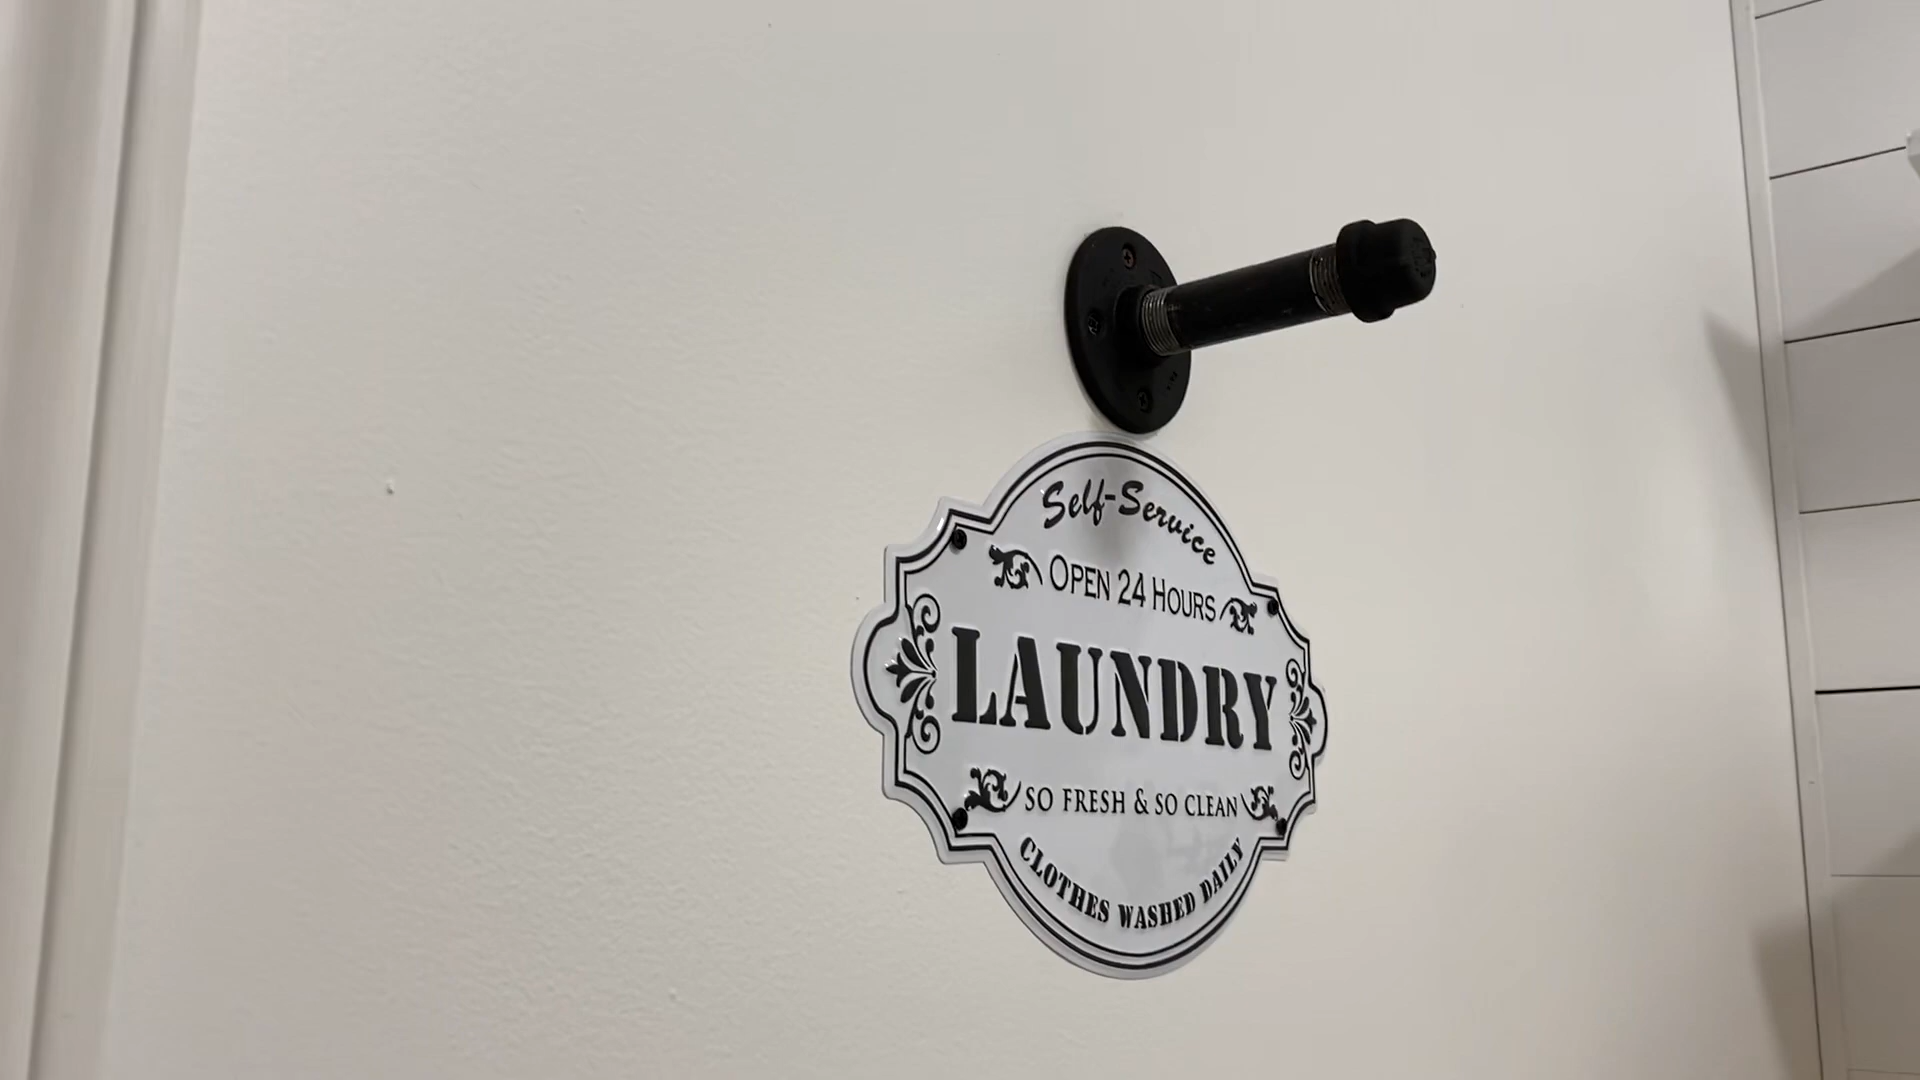 Self-Service
OPEN 24 HOURS
LAUNDRY
SO FRESH & SO CLEAN
CLOTHES WASHED DAILY